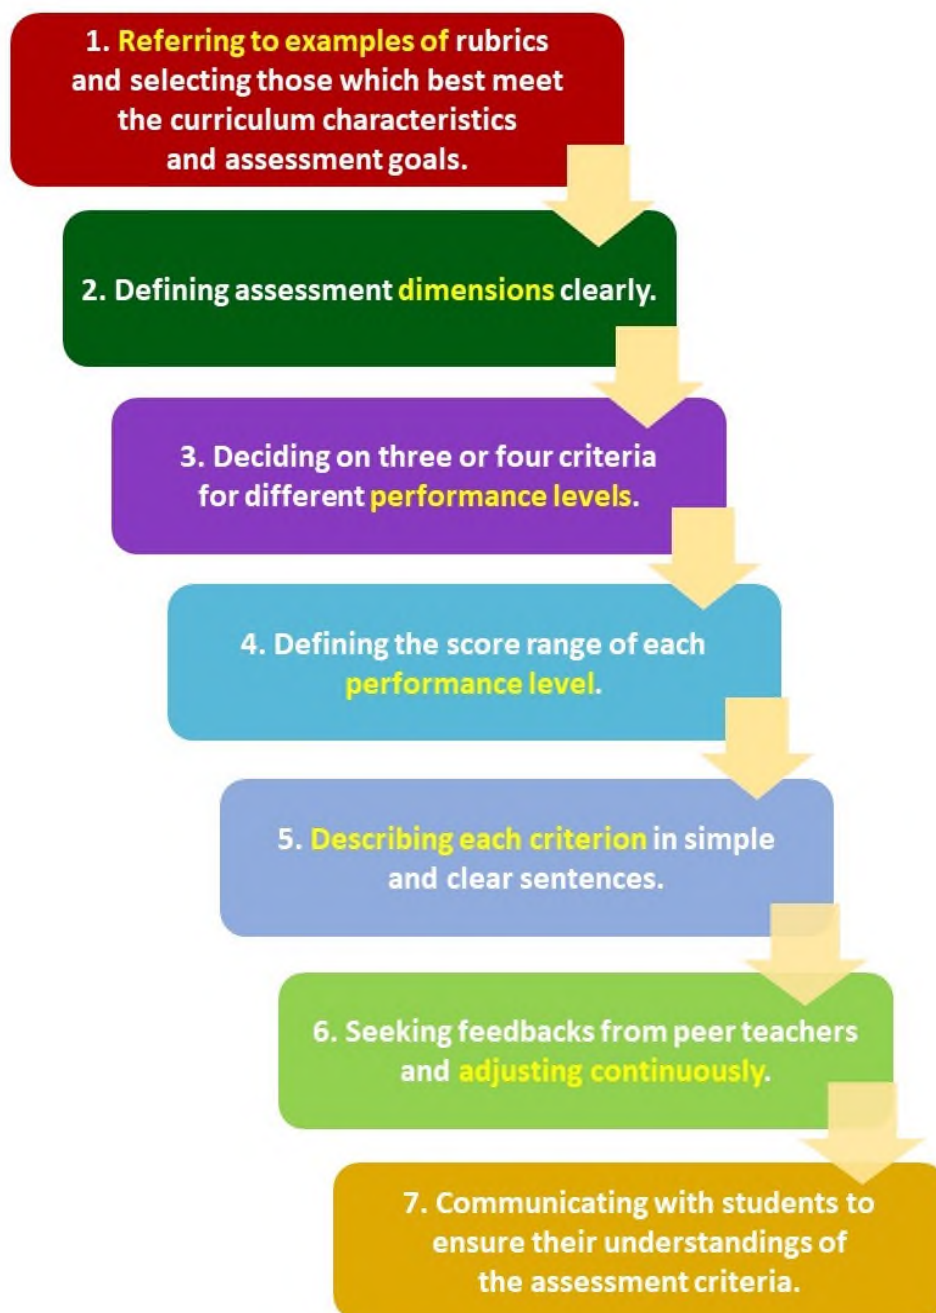 1. Referring to examples of rubrics
and selecting those which best meet
the curriculum characteristics
and assessment goals.
2. Defining assessment dimensions clearly.
3. Deciding on three or four criteria
for different performance levels.
4. Defining the score range of each
performance level.
5. Describing each criterion in simple
and clear sentences.
6. Seeking feedbacks from peer teachers
and adjusting continuously.
7. Communicating with students to
ensure their understandings of
the assessment criteria.